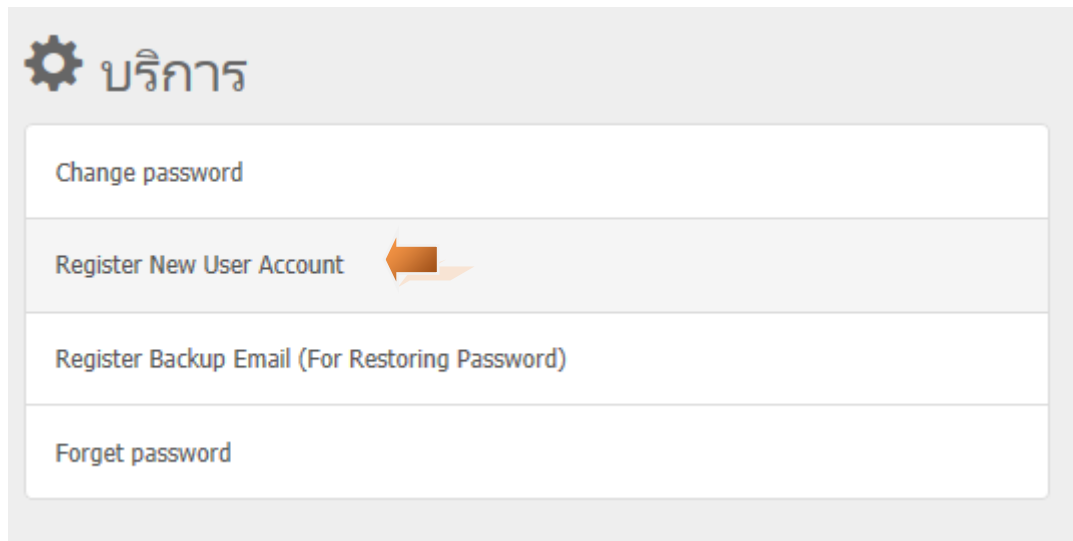 บริการ
Change password
Register New User Account
Register Backup Email (For Restoring Password)
Forget password